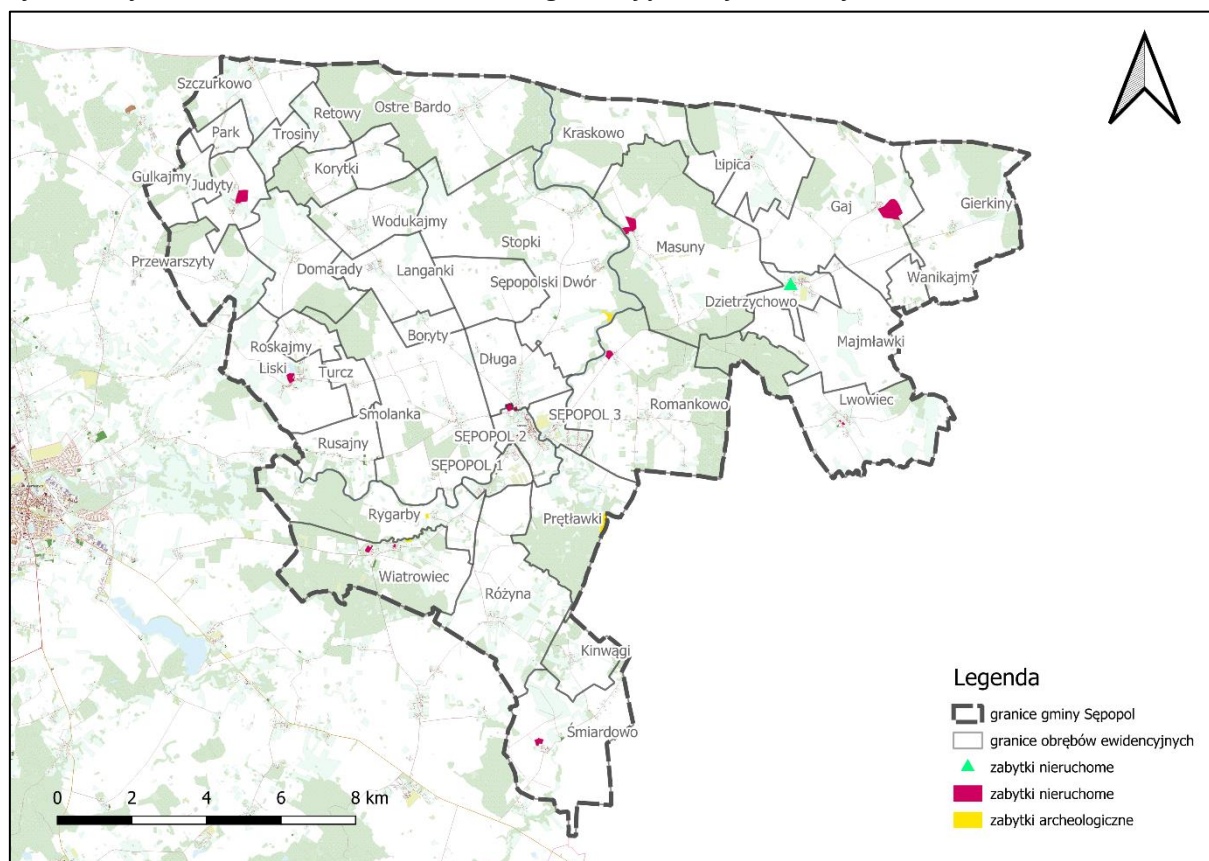 Szczurkowo
Ostre Bardo
Retowy
Park
Trosiny
Kraskowo
Lipica
Korytki
Gulkajmy
Judyty
Gaj
Gierkiny
Wodukajmy
Stopki
Masuny
Przewarszyty
Domarady
Langanki
Sępopolski Dwór
Wanikajmy
Dzietrzychowo
Boryty
Majmławki
Roskajmy
Długa
Liski
Turcz
Lwowiec
Smolanka
Romankowo
SĘPOPOL 3
SĘPOPOL 2
Rusajny
SĘPOPOL 1
Rygarby
Prętławki
Wiatrowiec
Różyna
Kinwągi
Śmiardowo
Legenda
granice gminy Sępopol
granice obrębów ewidencyjnych
zabytki nieruchome
zabytki nieruchome
zabytki archeologiczne
0 2 4 6 8 km